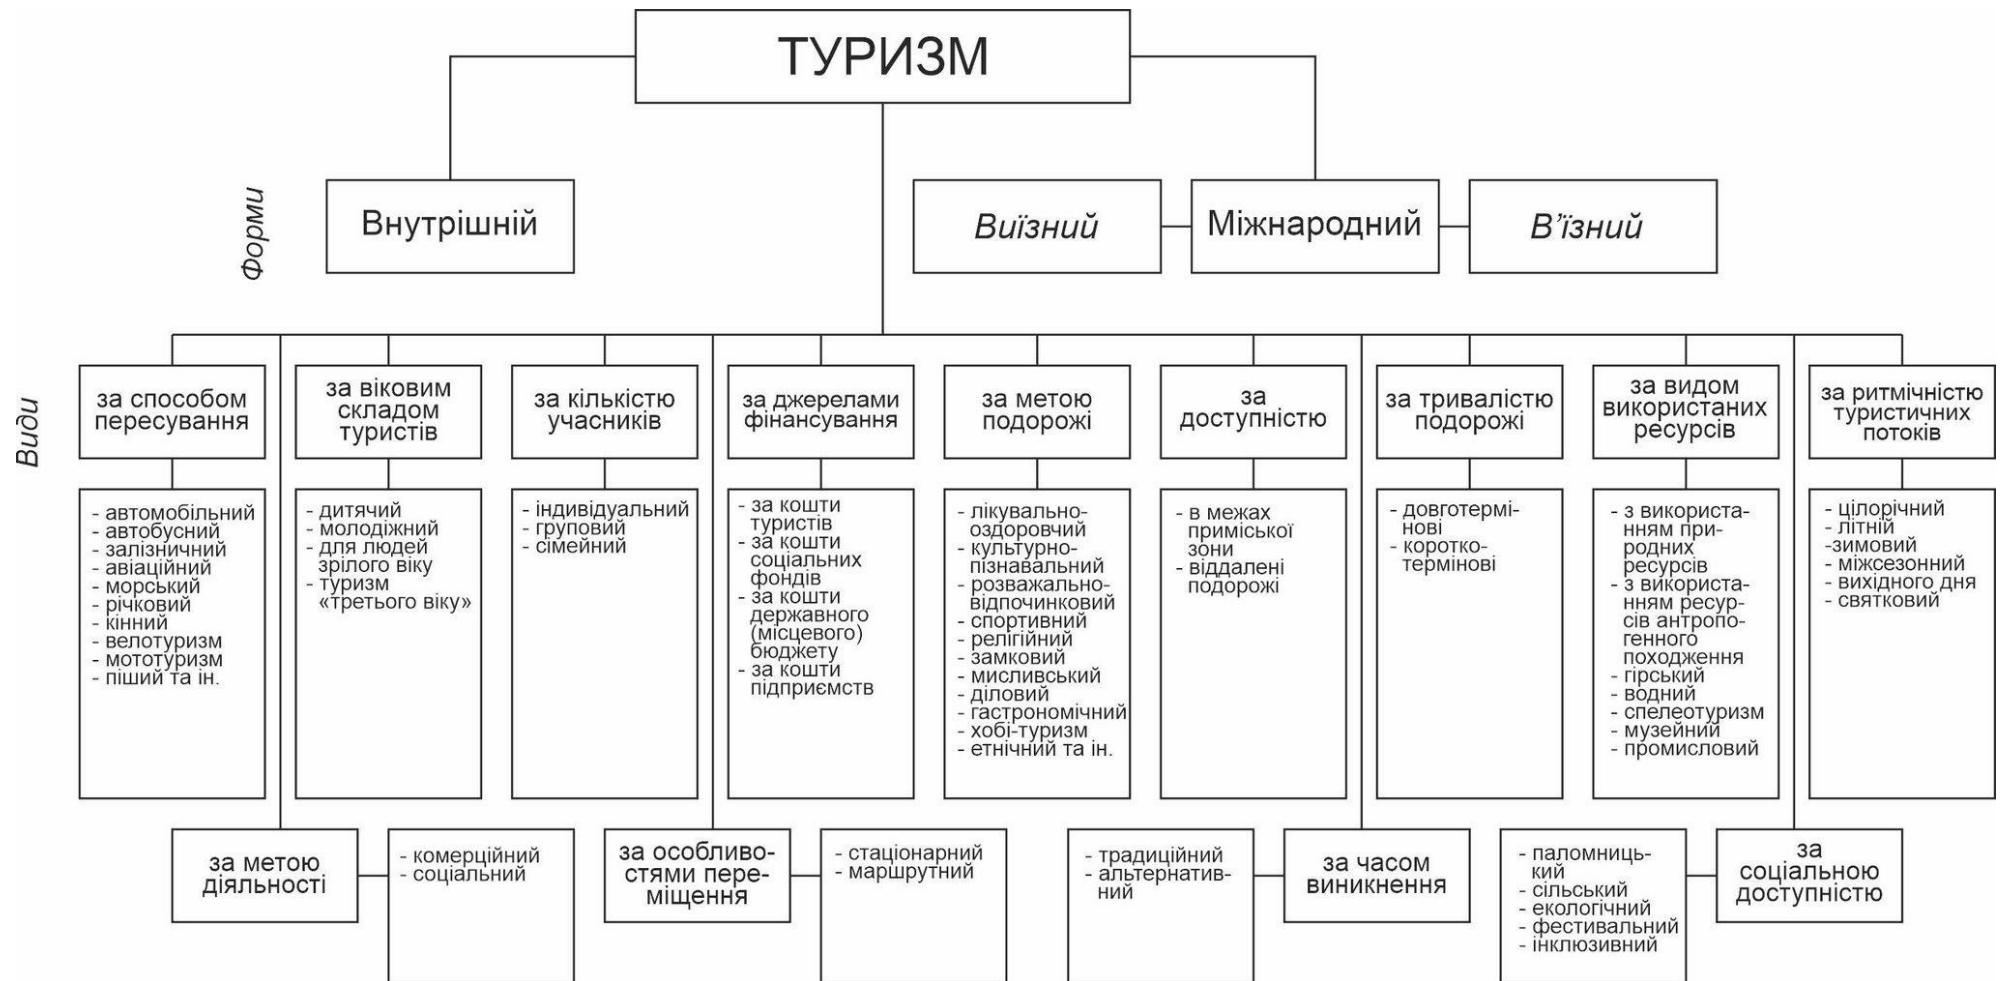 ТУРИЗМ
Форми
Внутрішній
Виїзний
Міжнародний
В’їзний
Види
за способом
пересування
за віковим
складом
туристів
за кількістю
учасників
за джерелами
фінансування
за метою
подорожі
за
доступністю
за тривалістю
подорожі
за видом
використаних
ресурсів
за ритмічністю
туристичних
потоків
- автомобільний
- автобусний
- залізничний
- авіаційний
- морський
- річковий
- кінний
- велотуризм
- мототуризм
- піший та ін.
- дитячий
- молодіжний
- для людей
зрілого віку
- туризм
«третього віку»
- індивідуальний
- груповий
- сімейний
- за кошти
туристів
- за кошти
соціальних
фондів
- за кошти
державного
(місцевого)
бюджету
- за кошти
підприємств
- лікувально-
оздоровчий
- культурно-
пізнавальний
- розважально-
відпочинковий
- спортивний
- релігійний
- замковий
- мисливський
- діловий
- гастрономічний
- хобі-туризм
- етнічний та ін.
- в межах
приміської
зони
- віддалені
подорожі
- довготермі-
нові
- коротко-
термінові
- з використа-
нням при-
родних
ресурсів
- з використа-
нням ресур-
сів антропо-
генного
походження
- гірський
- водний
- спелеотуризм
- музейний
- промисловий
- цілорічний
- літній
-зимовий
- міжсезонний
- вихідного дня
- святковий
за метою
діяльності
- комерційний
- соціальний
за особливо-
стями пере-
міщення
- стаціонарний
- маршрутний
- традиційний
- альтернатив-
ний
за часом
виникнення
- паломниць-
кий
- сільський
- екологічний
- фестивальний
- інклюзивний
за
соціальною
доступністю